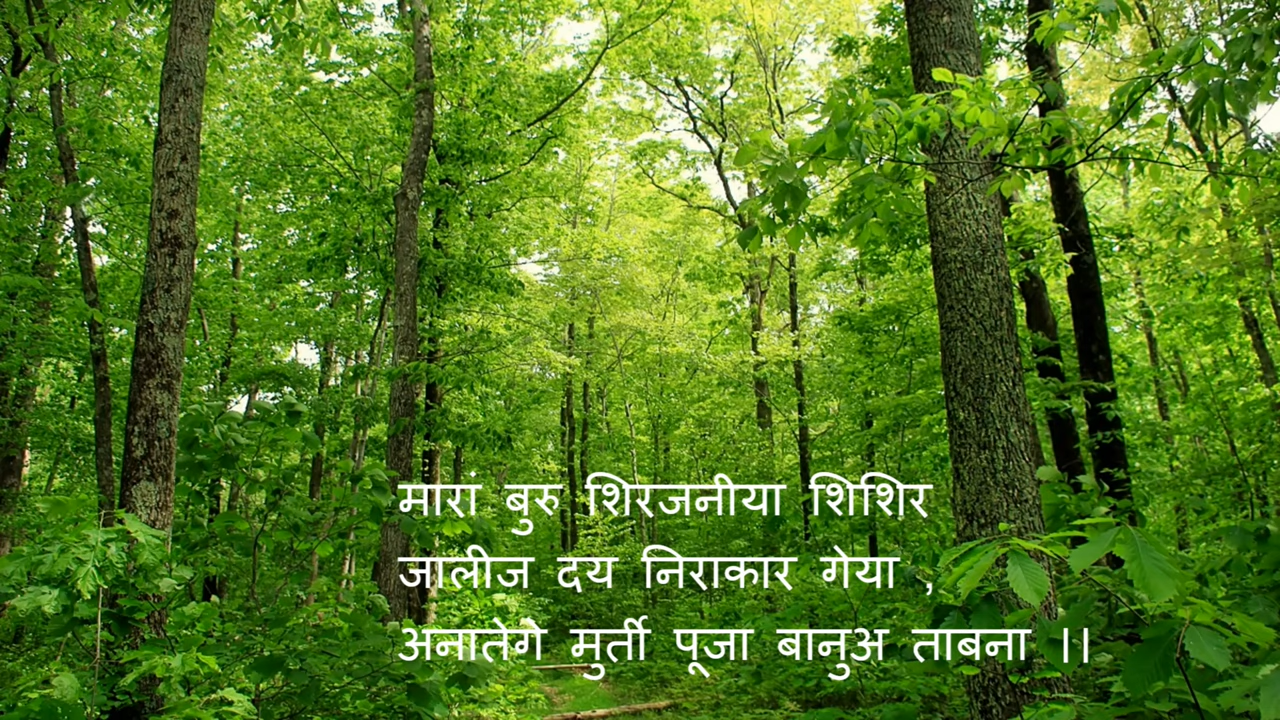 मारां बुरु शिरजनीया शिशिर
जालीज दय निराकार गेया ,
अनातेगे मुर्ती पूजा बानुअ ताबना ।।